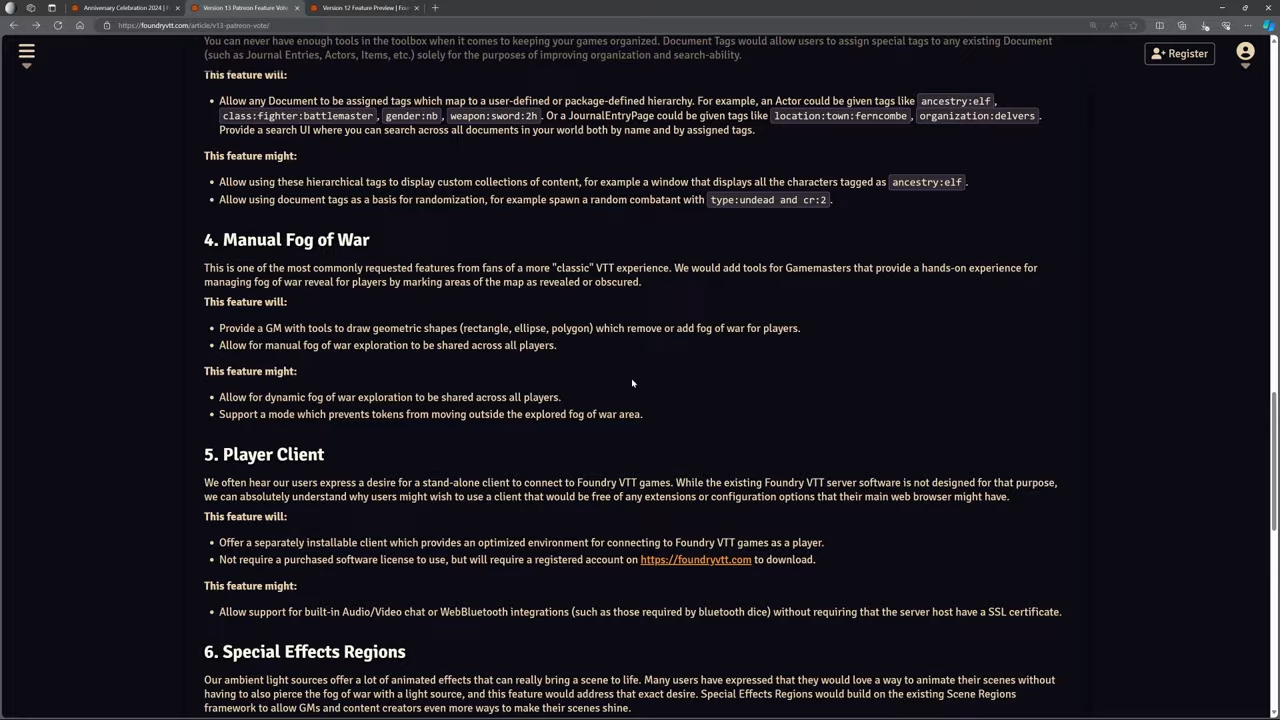 Anniversary Celebration 2024 | F
Version 13 Patreon Feature Vote
Version 12 Feature Preview | Fou
https://foundryvtt.com/article/v13-patreon-vote/
Register
You can never have enough tools in the toolbox when it comes to keeping your games organized. Document Tags would allow users to assign special tags to any existing Document
(such as Journal Entries, Actors, Items, etc.) solely for the purposes of improving organization and search-ability.
This feature will:
• Allow any Document to be assigned tags which map to a user-defined or package-defined hierarchy. For example, an Actor could be given tags like ancestry:elf,
class:fighter:battlemaster, gender:nb, weapon:sword:2h. Or a JournalEntryPage could be given tags like location:town:ferncombe, organization:delvers.
Provide a search UI where you can search across all documents in your world both by name and by assigned tags.
This feature might:
• Allow using these hierarchical tags to display custom collections of content, for example a window that displays all the characters tagged as ancestry:elf.
• Allow using document tags as a basis for randomization, for example spawn a random combatant with type:undead and cr:2.
4. Manual Fog of War
This is one of the most commonly requested features from fans of a more "classic" VTT experience. We would add tools for Gamemasters that provide a hands-on experience for
managing fog of war reveal for players by marking areas of the map as revealed or obscured.
This feature will:
• Provide a GM with tools to draw geometric shapes (rectangle, ellipse, polygon) which remove or add fog of war for players.
• Allow for manual fog of war exploration to be shared across all players.
This feature might:
• Allow for dynamic fog of war exploration to be shared across all players.
• Support a mode which prevents tokens from moving outside the explored fog of war area.
5. Player Client
We often hear our users express a desire for a stand-alone client to connect to Foundry VTT games. While the existing Foundry VTT server software is not designed for that purpose,
we can absolutely understand why users might wish to use a client that would be free of any extensions or configuration options that their main web browser might have.
This feature will:
• Offer a separately installable client which provides an optimized environment for connecting to Foundry VTT games as a player.
• Not require a purchased software license to use, but will require a registered account on https://foundryvtt.com to download.
This feature might:
• Allow support for built-in Audio/Video chat or WebBluetooth integrations (such as those required by bluetooth dice) without requiring that the server host have a SSL certificate.
6. Special Effects Regions
Our ambient light sources offer a lot of animated effects that can really bring a scene to life. Many users have expressed that they would love a way to animate their scenes without
having to also pierce the fog of war with a light source, and this feature would address that exact desire. Special Effects Regions would build on the existing Scene Regions
framework to allow GMs and content creators even more ways to make their scenes shine.